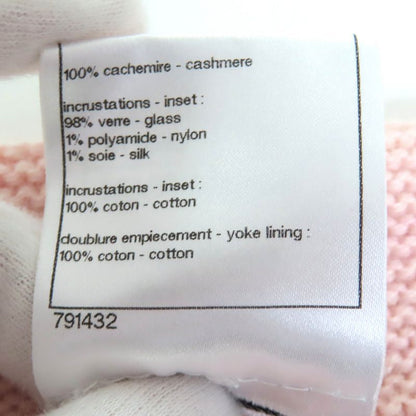 100% cachemire - cashmere
incrustations - inset :
98% verre - glass
1% polyamide - nylon
1% soie - silk
incrustations - inset :
100% coton - cotton
doublure empiecement - yoke lining :
100% coton - cotton
791432